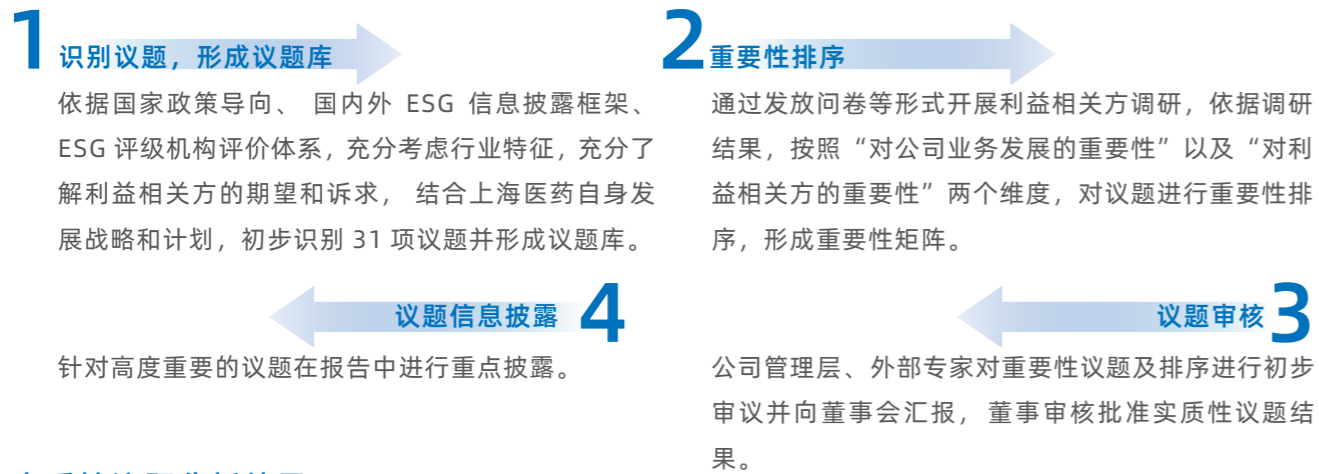 1 识别议题，形成议题库
依据国家政策导向、 国内外 ESG 信息披露框架、
ESG 评级机构评价体系，充分考虑行业特征，充分了
解利益相关方的期望和诉求， 结合上海医药自身发
展战略和计划，初步识别 31 项议题并形成议题库。
2 重要性排序
通过发放问卷等形式开展利益相关方调研，依据调研
结果，按照“对公司业务发展的重要性”以及“对利
益相关方的重要性”两个维度，对议题进行重要性排
序，形成重要性矩阵。
议题审核 3
公司管理层、外部专家对重要性议题及排序进行初步
审议并向董事会汇报， 董事审核批准实质性议题结
果。
议题信息披露 4
针对高度重要的议题在报告中进行重点披露。